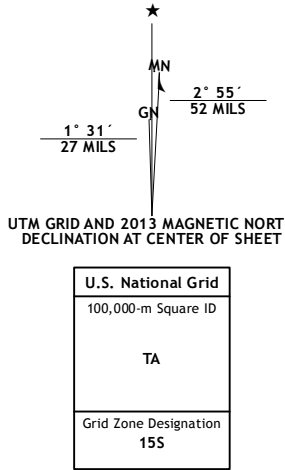 MN
GN
2° 55´
52 MILS
1° 31´
27 MILS
UTM GRID AND 2013 MAGNETIC NORT
DECLINATION AT CENTER OF SHEET
U.S. National Grid
100,000-m Square ID
TA
Grid Zone Designation
15S